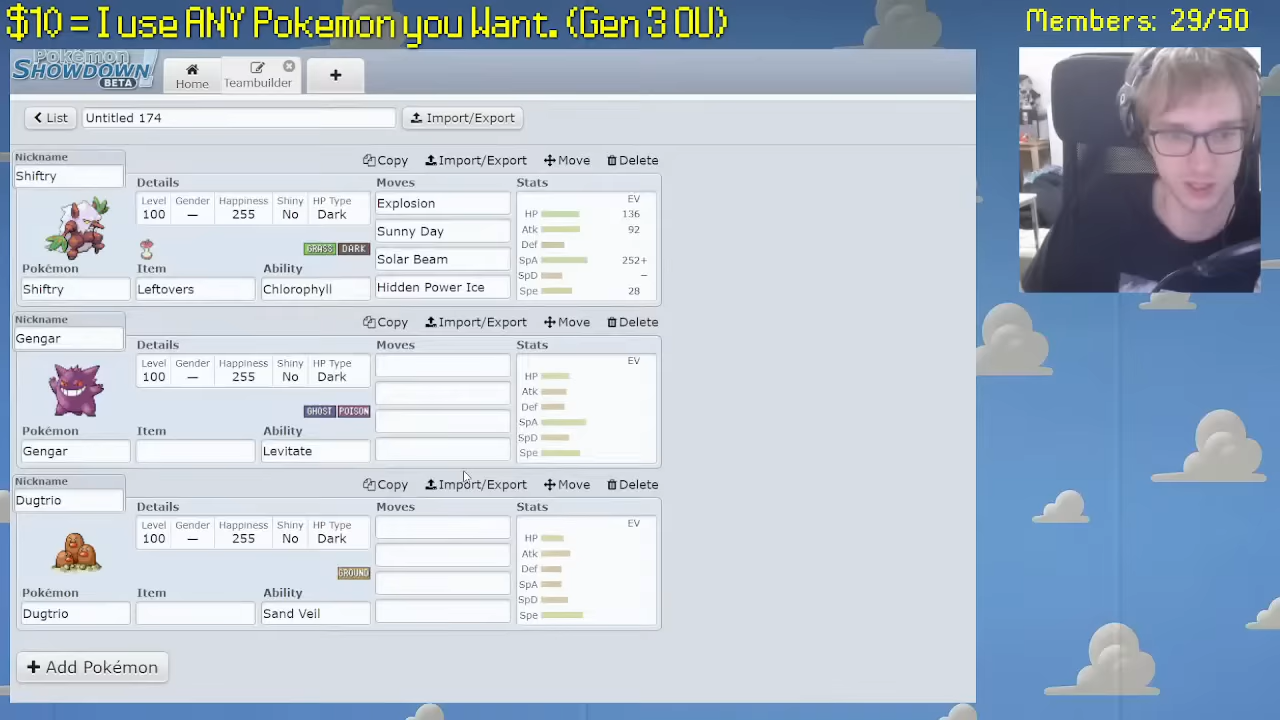 $10 = I use ANY Pokemon you Want. (Gen 3 OU)
Members: 29/50
Pokémon SHOWDOWN! BETA
Home
Teambuilder
+
List
Untitled 174
Import/Export
Nickname
Shiftry
Copy Import/Export Move Delete
Details Moves Stats
Level Gender Happiness Shiny HP Type
100 — 255 No Dark
GRASS DARK
Pokémon Item Ability
Shiftry Leftovers Chlorophyll
Explosion
Sunny Day
Solar Beam
Hidden Power Ice
EV
HP 136
Atk 92
Def
SpA 252+
SpD –
Spe 28
Nickname
Gengar
Copy Import/Export Move Delete
Details Moves Stats
Level Gender Happiness Shiny HP Type
100 — 255 No Dark
GHOST POISON
Pokémon Item Ability
Gengar Levitate
EV
HP
Atk
Def
SpA
SpD
Spe
Nickname
Dugtrio
Copy Import/Export Move Delete
Details Moves Stats
Level Gender Happiness Shiny HP Type
100 — 255 No Dark
GROUND
Pokémon Item Ability
Dugtrio Sand Veil
EV
HP
Atk
Def
SpA
SpD
Spe
+ Add Pokémon